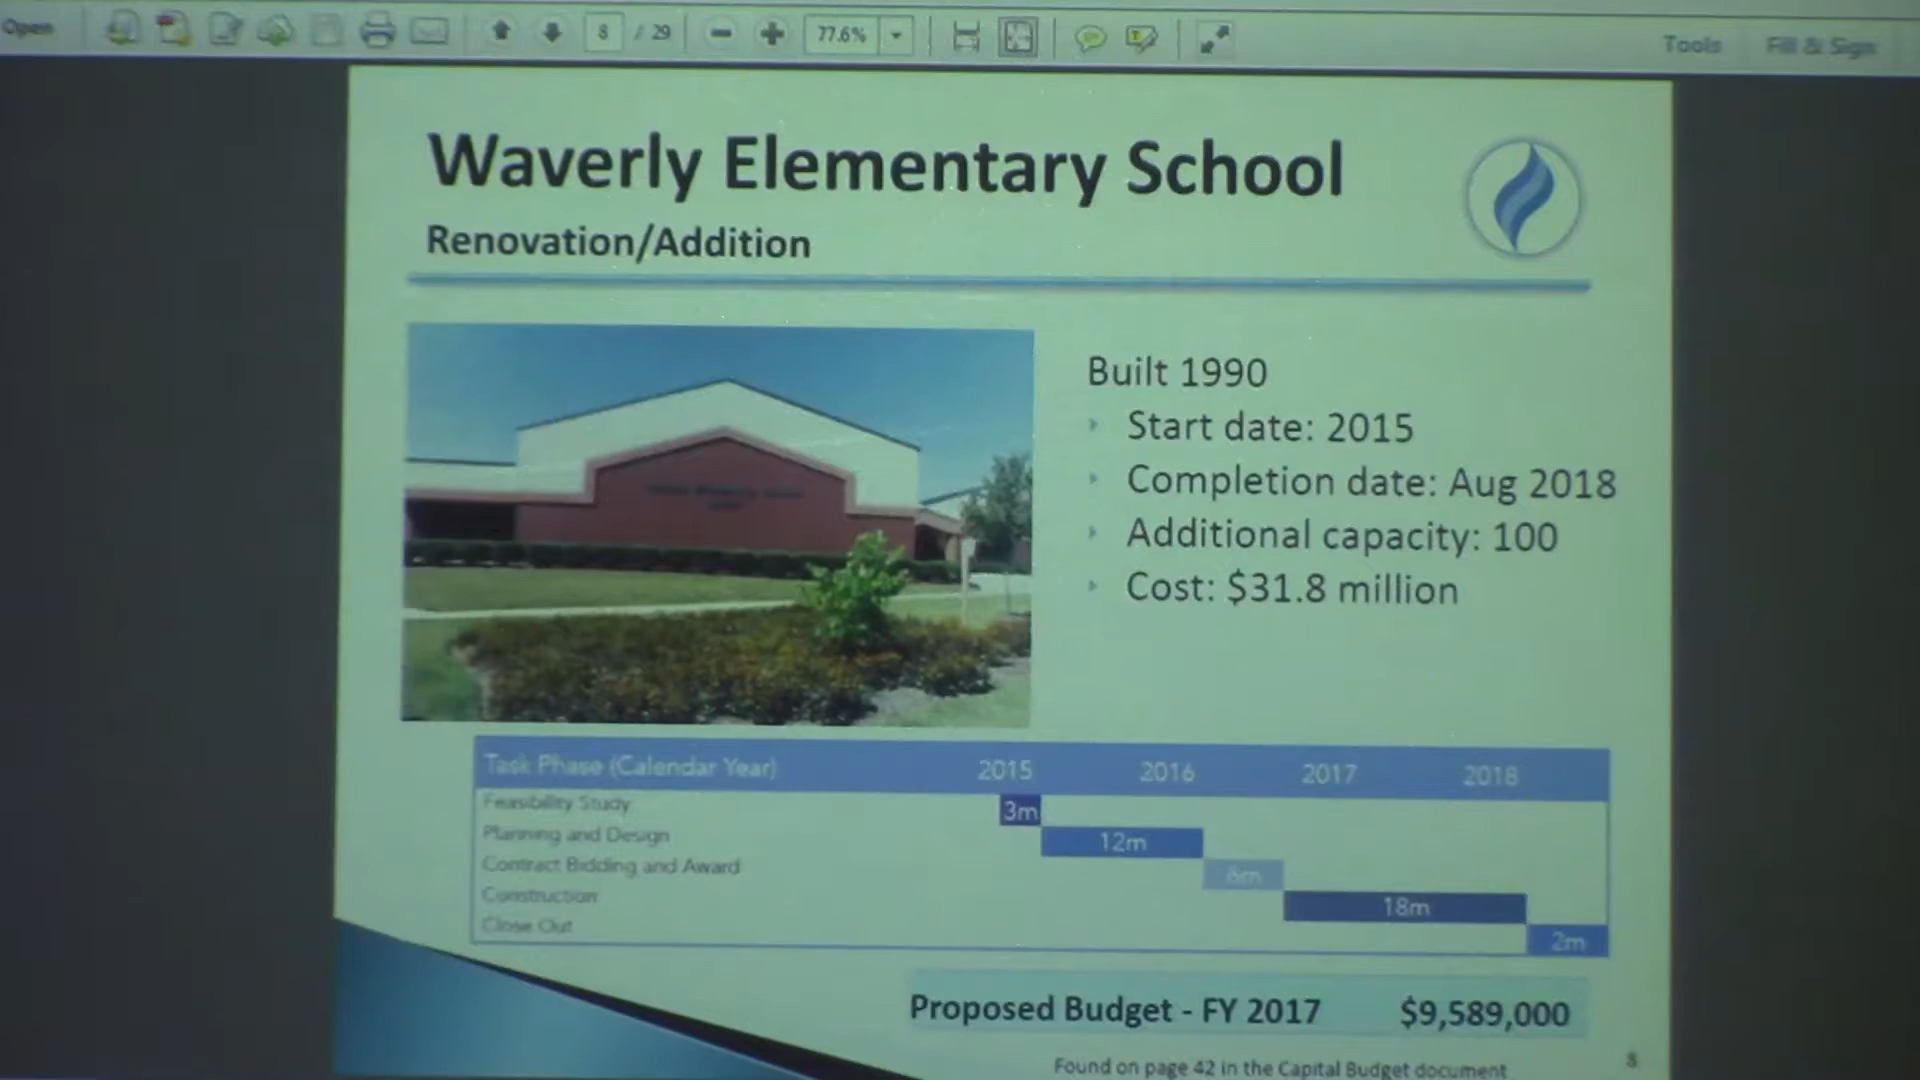 Open
8 / 29
77.6%
Tools
Fill & Sign
Waverly Elementary School
Renovation/Addition
Built 1990
Start date: 2015
Completion date: Aug 2018
Additional capacity: 100
Cost: $31.8 million
Task Phase (Calendar Year) 2015 2016 2017 2018
Feasibility Study 3m
Planning and Design 12m
Contract Bidding and Award 6m
Construction 18m
Close Out 2m
Proposed Budget - FY 2017 $9,589,000
Found on page 42 in the Capital Budget document
8